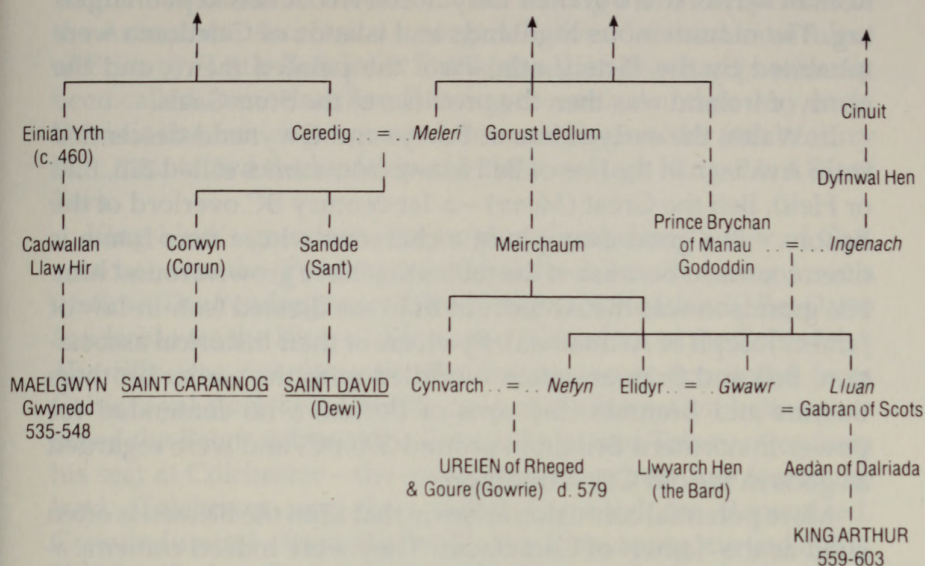 Einian Yrth
(c. 460)
Ceredig . = Meleri
Gorust Ledlum
Cinuit
Dyfnwal Hen
Cadwallan
Llaw Hir
Corwyn
(Corun)
Sandde
(Sant)
Meirchaum
Prince Brychan
of Manau
Gododdin
. . = . . . Ingenach
MAELGWYN
Gwynedd
535-548
SAINT CARANNOG
SAINT DAVID
(Dewi)
Cynvarch . . = . Nefyn
Elidyr . = . . Gwawr
Lluan
= Gabràn of Scots
UREIEN of Rheged
& Goure (Gowrie) d. 579
Llwyarch Hen
(the Bard)
Aedàn of Dalriada
KING ARTHUR
559-603